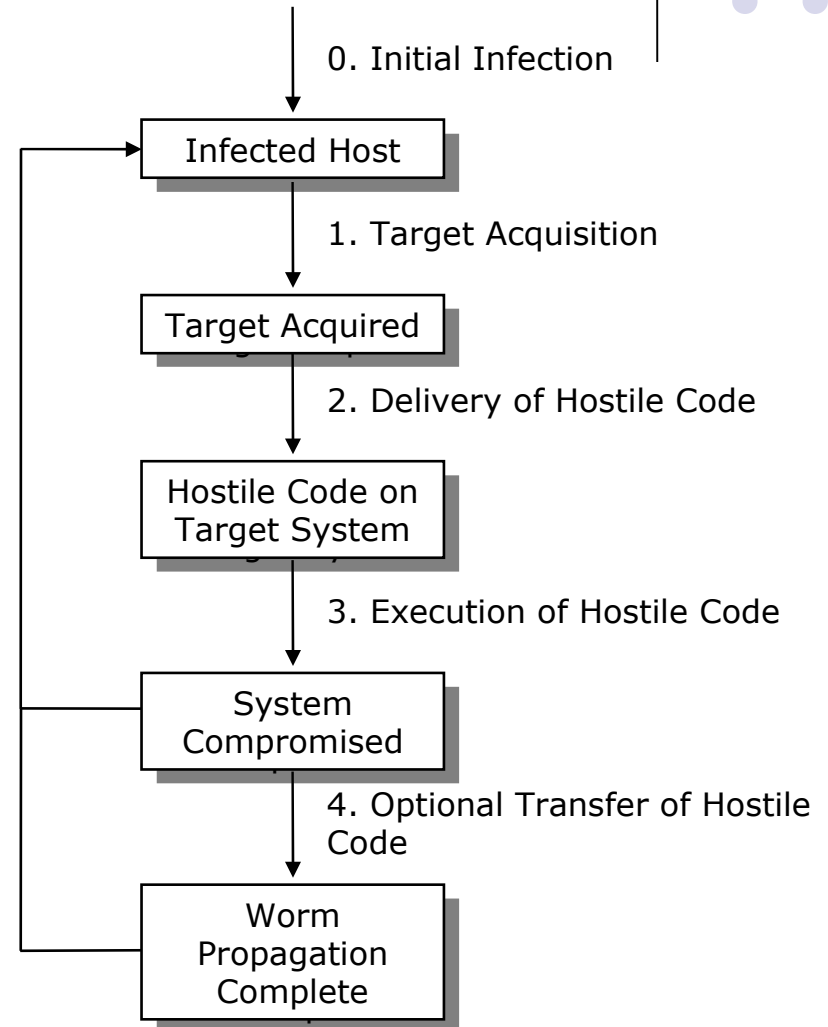 0. Initial Infection
Infected Host
1. Target Acquisition
Target Acquired
2. Delivery of Hostile Code
Hostile Code on
Target System
3. Execution of Hostile Code
System
Compromised
4. Optional Transfer of Hostile
Code
Worm
Propagation
Complete